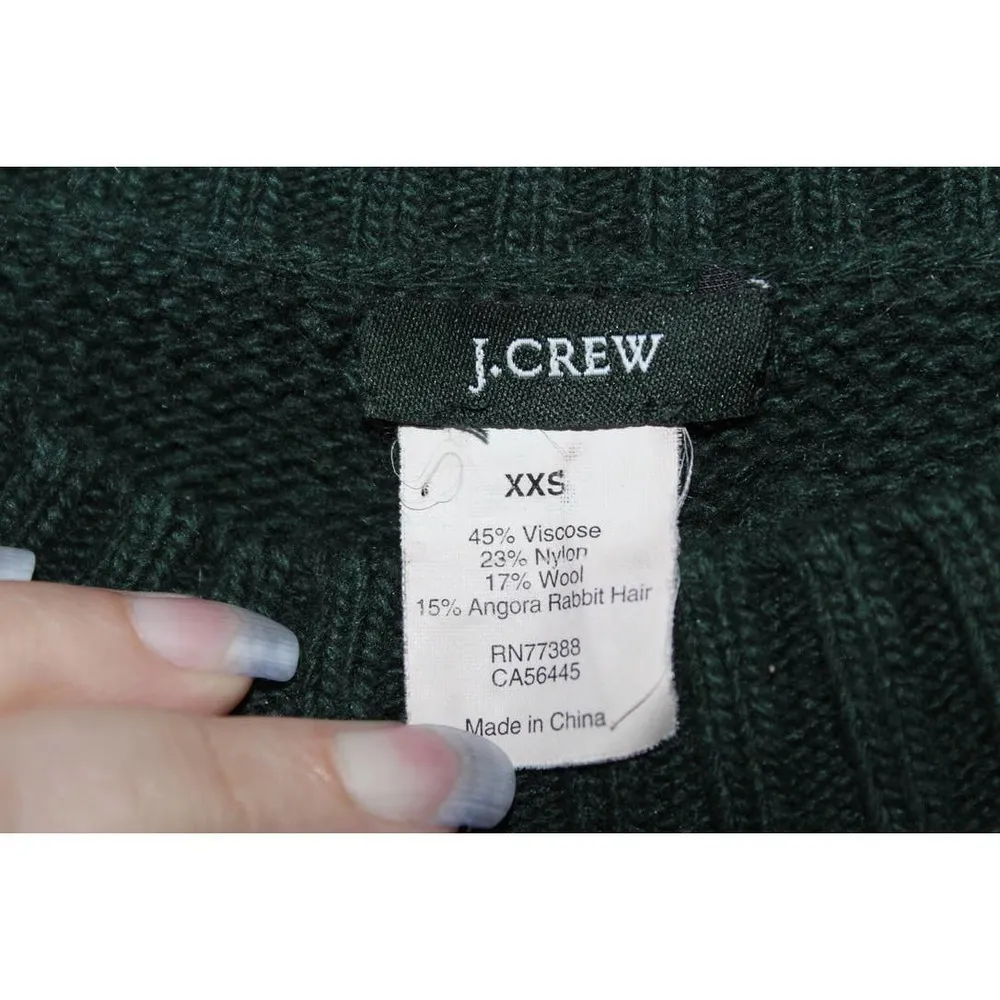 J.CREW
XXS
45% Viscose
23% Nylon
17% Wool
15% Angora Rabbit Hair
RN77388
CA56445
Made in China